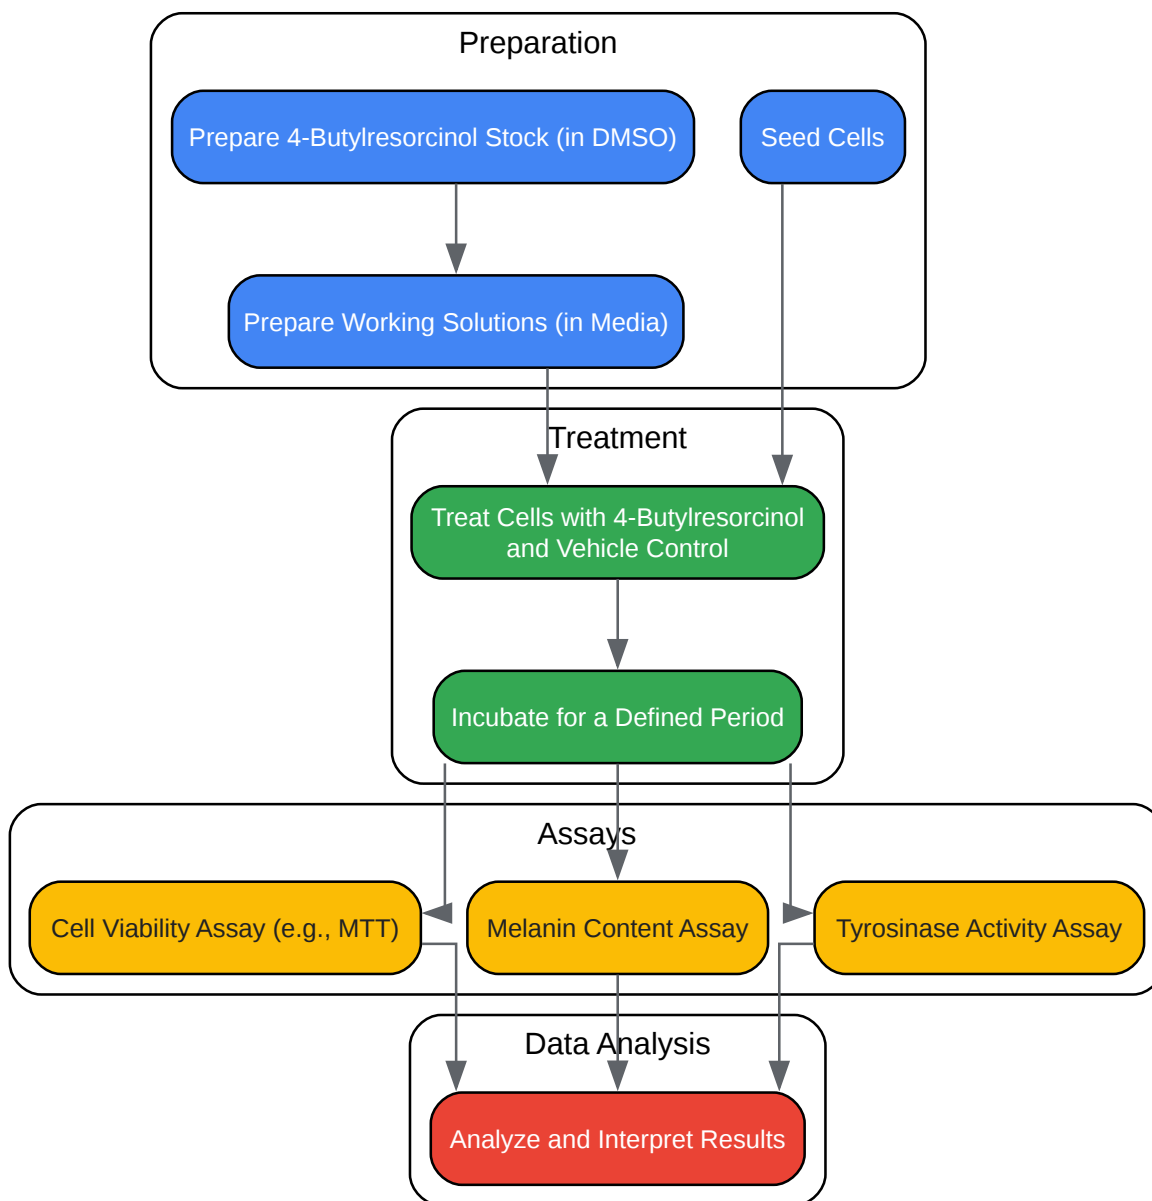 Preparation
Prepare 4-Butylresorcinol Stock (in DMSO)
Seed Cells
Prepare Working Solutions (in Media)
Treatment
Treat Cells with 4-Butylresorcinol
and Vehicle Control
Incubate for a Defined Period
Assays
Cell Viability Assay (e.g., MTT)
Melanin Content Assay
Tyrosinase Activity Assay
Data Analysis
Analyze and Interpret Results